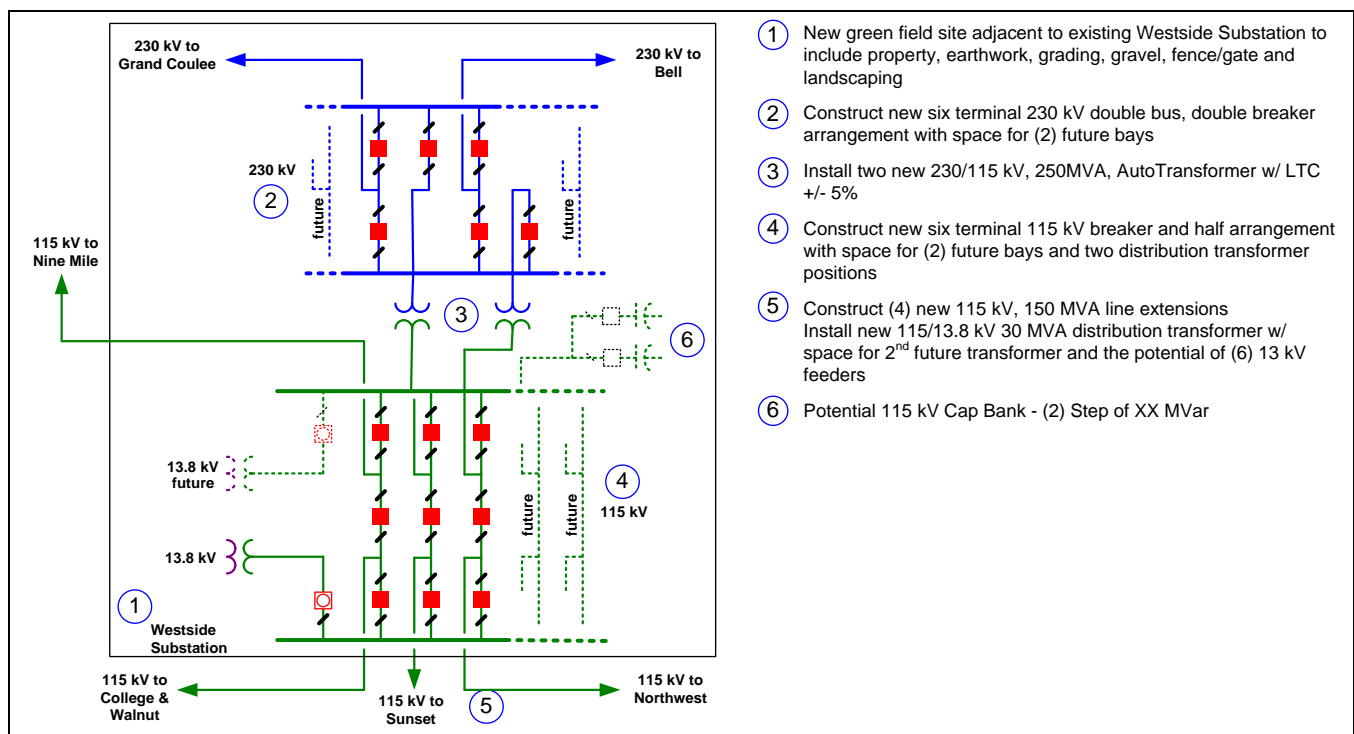 230 kV to
Grand Coulee
230 kV to
Bell
230 kV
2
future
future
115 kV to
Nine Mile
3
6
13.8 kV
future
future
future
4
115 kV
13.8 kV
1
Westside
Substation
115 kV to
College &
Walnut
115 kV to
Sunset
5
115 kV to
Northwest
1 New green field site adjacent to existing Westside Substation to
include property, earthwork, grading, gravel, fence/gate and
landscaping
2 Construct new six terminal 230 kV double bus, double breaker
arrangement with space for (2) future bays
3 Install two new 230/115 kV, 250MVA, AutoTransformer w/ LTC
+/- 5%
4 Construct new six terminal 115 kV breaker and half arrangement
with space for (2) future bays and two distribution transformer
positions
5 Construct (4) new 115 kV, 150 MVA line extensions
Install new 115/13.8 kV 30 MVA distribution transformer w/
space for 2nd future transformer and the potential of (6) 13 kV
feeders
6 Potential 115 kV Cap Bank - (2) Step of XX MVar